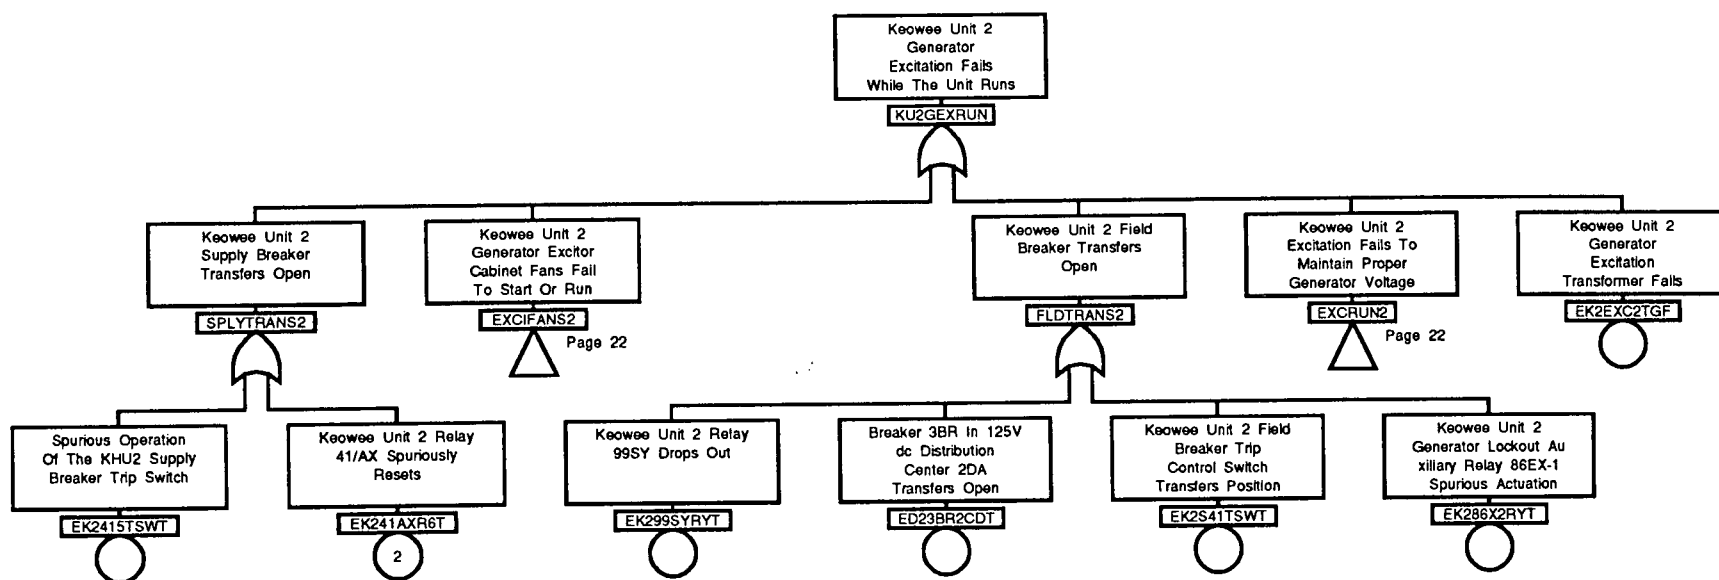 Keowee Unit 2
Generator
Excitation Fails
While The Unit Runs
KU2GEXRUN
Keowee Unit 2
Supply Breaker
Transfers Open
SPLYTRANS2
Keowee Unit 2
Generator Excitor
Cabinet Fans Fail
To Start Or Run
EXCIFANS2
Page 22
Keowee Unit 2 Field
Breaker Transfers
Open
FLDTRANS2
Keowee Unit 2
Excitation Fails To
Maintain Proper
Generator Voltage
EXCRUN2
Page 22
Keowee Unit 2
Generator
Excitation
Transformer Fails
EK2EXC2TGF
Spurious Operation
Of The KHU2 Supply
Breaker Trip Switch
EK2415TSWT
Keowee Unit 2 Relay
41/AX Spuriously
Resets
EK241AXR6T
2
Keowee Unit 2 Relay
99SY Drops Out
EK299SYRYT
Breaker 3BR In 125V
dc Distribution
Center 2DA
Transfers Open
ED23BR2CDT
Keowee Unit 2 Field
Breaker Trip
Control Switch
Transfers Position
EK2S41TSWT
Keowee Unit 2
Generator Lockout Au
xiliary Relay 86EX-1
Spurious Actuation
EK286X2RYT